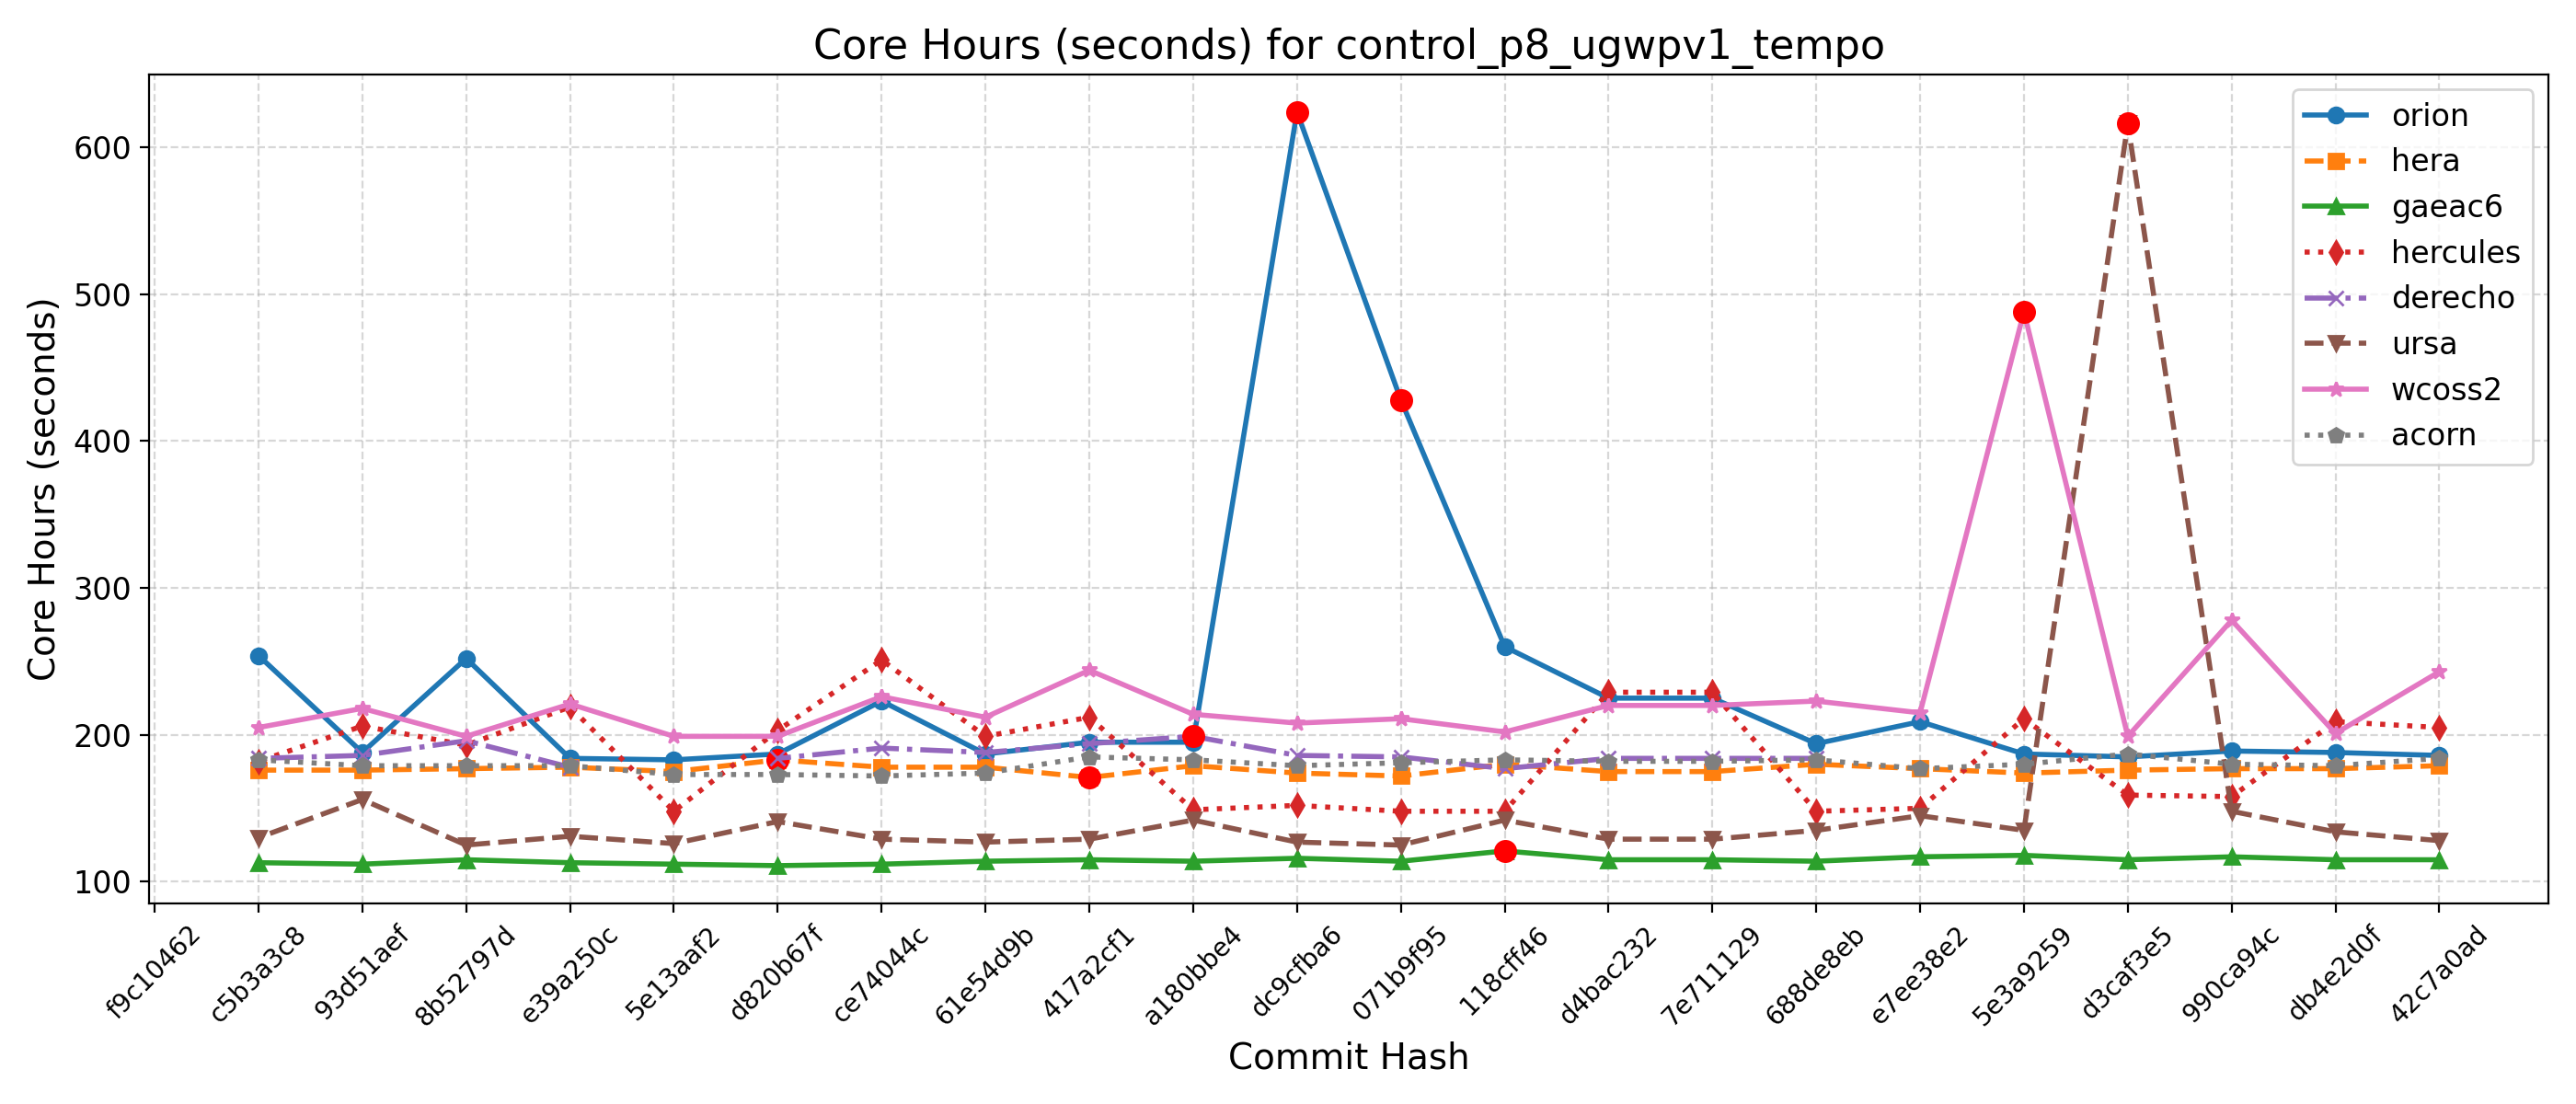 Core Hours (seconds) for control_p8_ugwpv1_tempo
Core Hours (seconds)
600
500
400
300
200
100
orion
hera
gaeac6
hercules
derecho
ursa
wcoss2
acorn
f9c10462
c5b3a3c8
93d51aef
8b52797d
e39a250c
5e13aaf2
d820b67f
ce74044c
61e54d9b
417a2cf1
a180bbe4
dc9cfba6
071b9f95
118cff46
d4bac232
7e711129
688de8eb
e7ee38e2
5e3a9259
d3caf3e5
990ca94c
db4e2d0f
42c7a0ad
Commit Hash